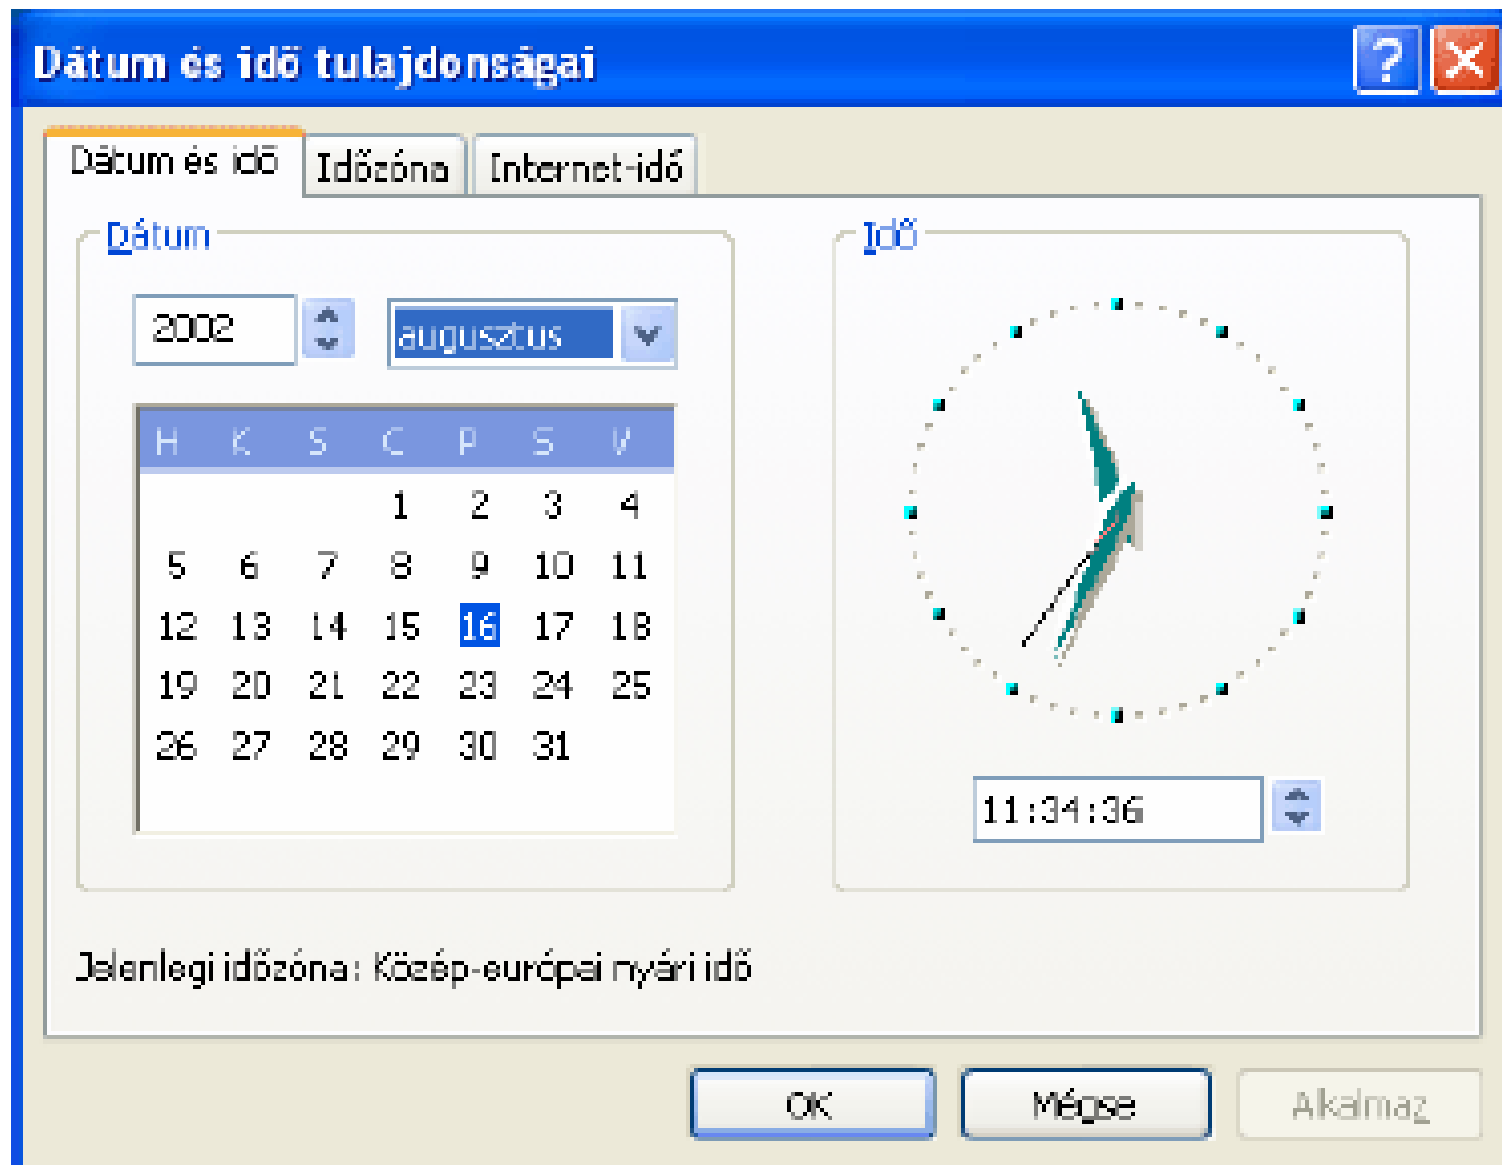 Dátum és idő tulajdonságai
Dátum és idő Időzóna Internet-idő
Dátum
2002 augusztus
H K S C P S V
1 2 3 4
5 6 7 8 9 10 11
12 13 14 15 16 17 18
19 20 21 22 23 24 25
26 27 28 29 30 31
Idő
11:34:36
Jelenlegi időzóna: Közép-európai nyári idő
OK Mégse Alkalmaz